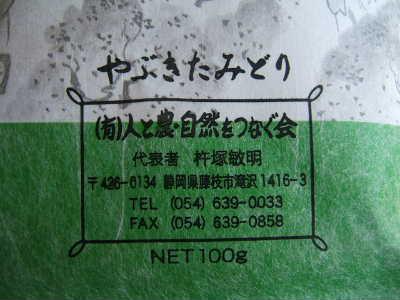 やぶきたみどり
(有)人と農・自然をつなぐ会
代表者 杵塚敏明
〒426-6134 静岡県藤枝市滝沢1416-3
TEL (054) 639-0033
FAX (054) 639-0858
NET100g